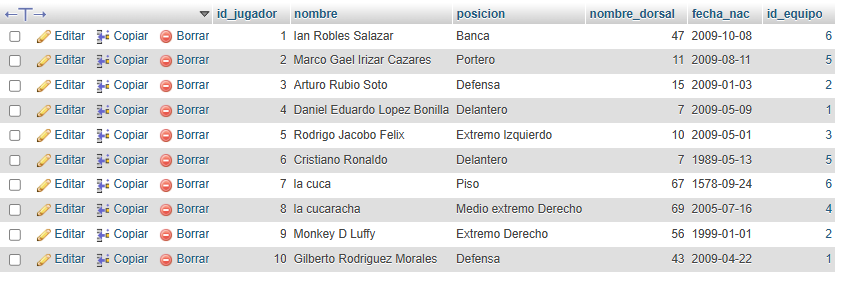 ←T→ id_jugador nombre posicion nombre_dorsal fecha_nac id_equipo
Editar Copiar Borrar 1 Ian Robles Salazar Banca 47 2009-10-08 6
Editar Copiar Borrar 2 Marco Gael Irizar Cazares Portero 11 2009-08-11 5
Editar Copiar Borrar 3 Arturo Rubio Soto Defensa 15 2009-01-03 2
Editar Copiar Borrar 4 Daniel Eduardo Lopez Bonilla Delantero 7 2009-05-09 1
Editar Copiar Borrar 5 Rodrigo Jacobo Felix Extremo Izquierdo 10 2009-05-01 3
Editar Copiar Borrar 6 Cristiano Ronaldo Delantero 7 1989-05-13 5
Editar Copiar Borrar 7 la cuca Piso 67 1578-09-24 6
Editar Copiar Borrar 8 la cucaracha Medio extremo Derecho 69 2005-07-16 4
Editar Copiar Borrar 9 Monkey D Luffy Extremo Derecho 56 1999-01-01 2
Editar Copiar Borrar 10 Gilberto Rodriguez Morales Defensa 43 2009-04-22 1